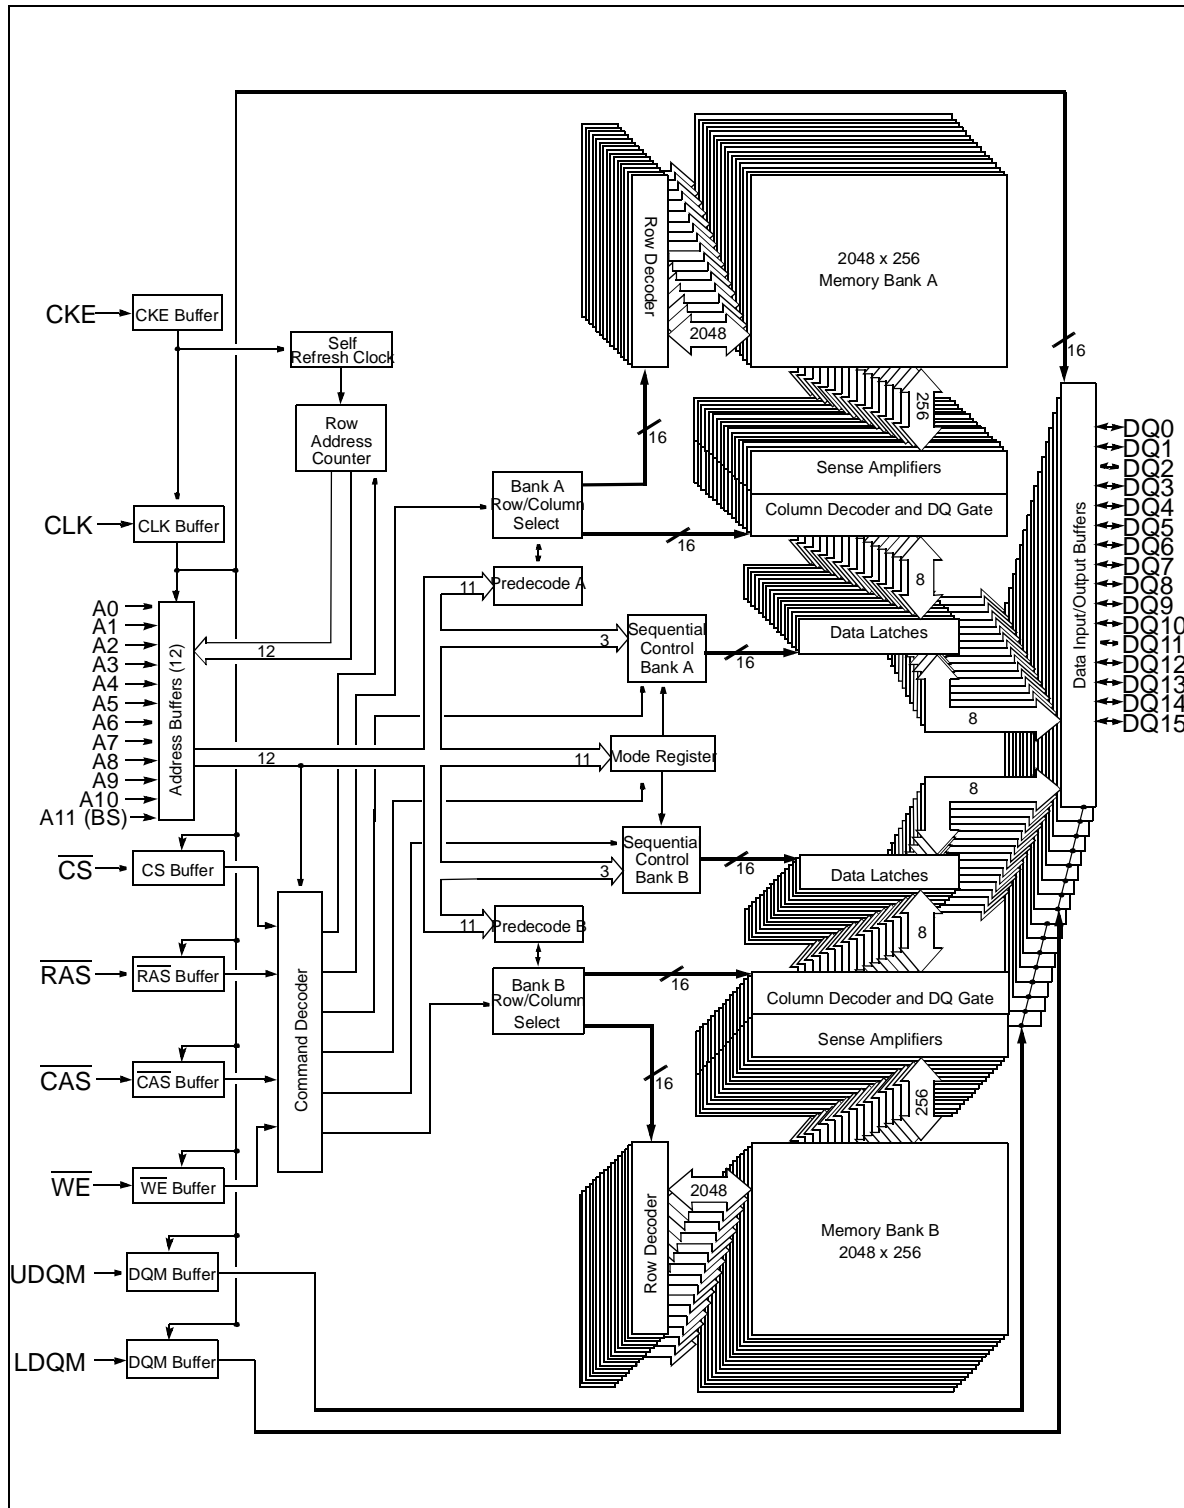 2048 x 256
Memory Bank A
Row Decoder
2048
16
CKE
CKE Buffer
Self
Refresh Clock
Row
Address
Counter
256
16
Sense Amplifiers
Column Decoder and DQ Gate
Bank A
Row/Column
Select
16
CLK
CLK Buffer
Predecode A
11
8
Data Input/Output Buffers
DQ0
DQ1
DQ2
DQ3
DQ4
DQ5
DQ6
DQ7
DQ8
DQ9
DQ10
DQ11
DQ12
DQ13
DQ14
DQ15
A0
A1
A2
A3
A4
A5
A6
A7
A8
A9
A10
A11 (BS)
Address Buffers (12)
12
3
Sequential
Control
Bank A
16
Data Latches
8
12
11
Mode Register
8
Sequential
Control
Bank B
3
16
Data Latches
CS
CS Buffer
11
Predecode B
8
RAS
RAS Buffer
Command Decoder
Bank B
Row/Column
Select
16
Column Decoder and DQ Gate
Sense Amplifiers
CAS
CAS Buffer
16
256
WE
WE Buffer
Row Decoder
2048
Memory Bank B
2048 x 256
UDQM
DQM Buffer
LDQM
DQM Buffer